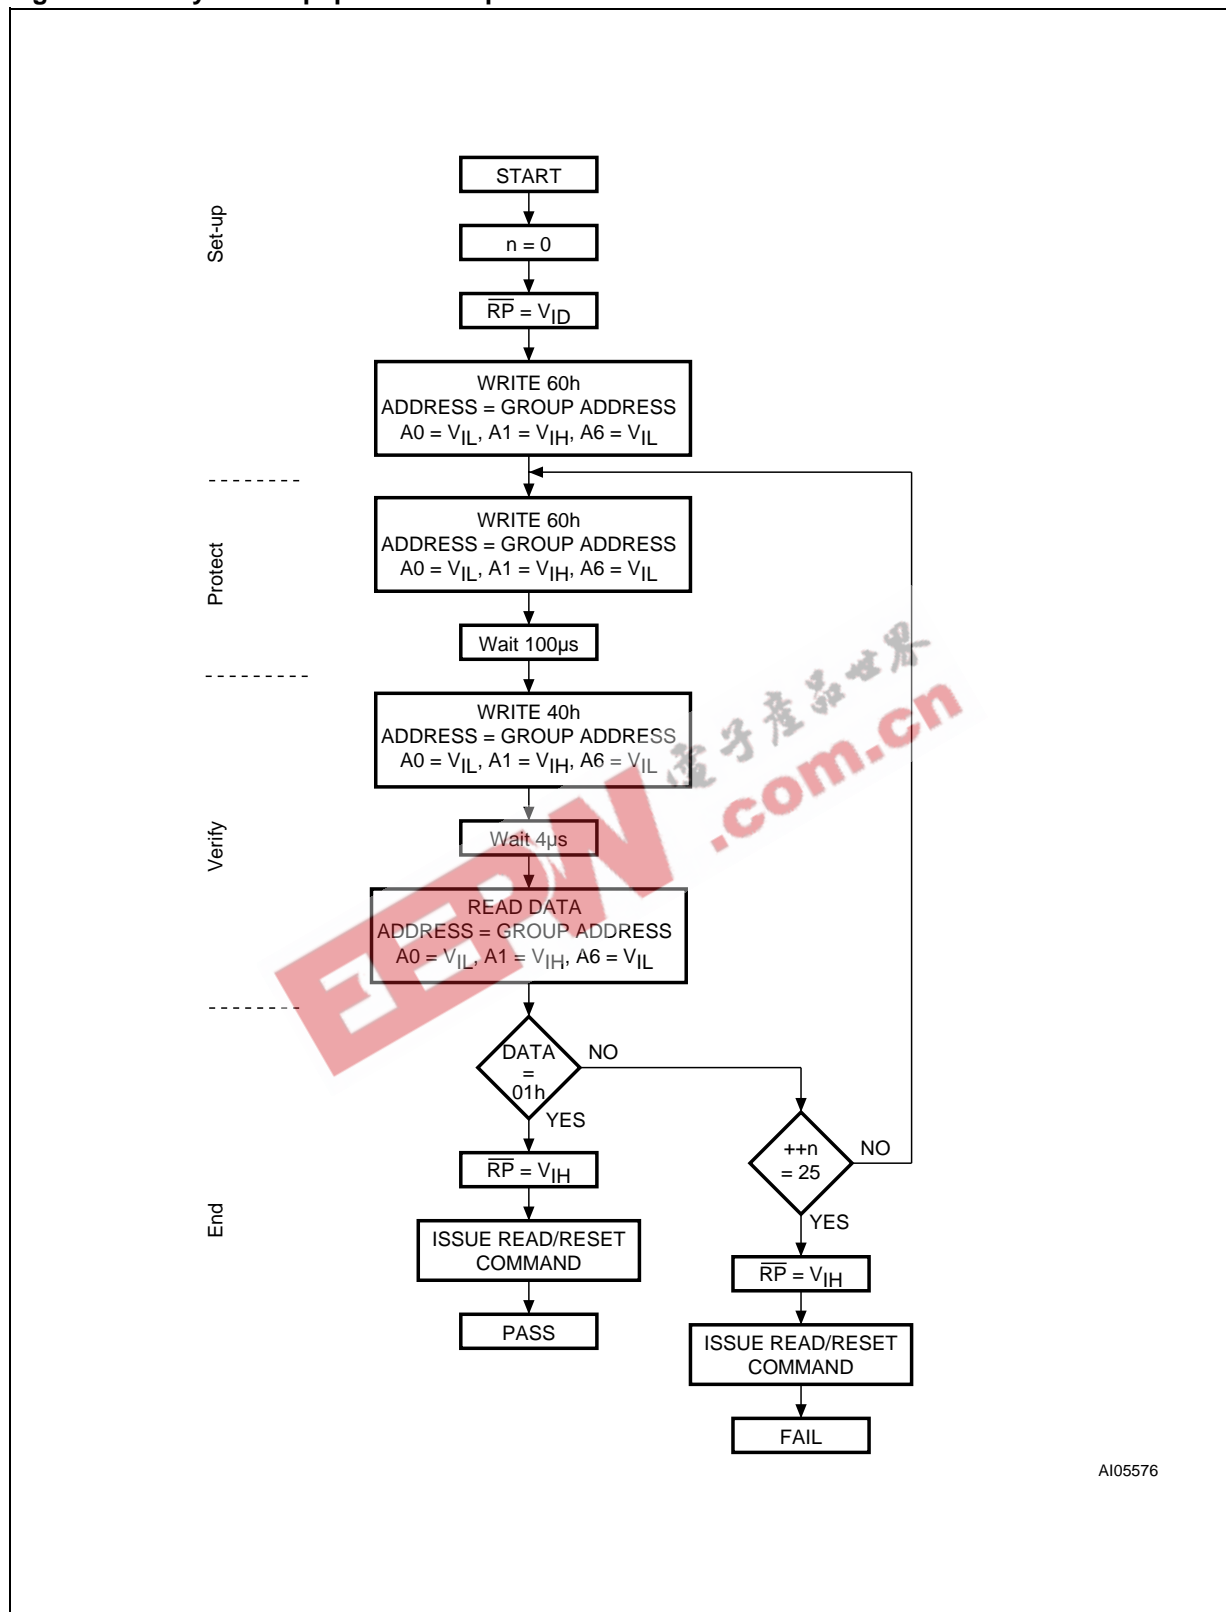 START
Set-up
n = 0
RP = VID
WRITE 60h
ADDRESS = GROUP ADDRESS
A0 = VIL, A1 = VIH, A6 = VIL
Protect
WRITE 60h
ADDRESS = GROUP ADDRESS
A0 = VIL, A1 = VIH, A6 = VIL
Wait 100µs
WRITE 40h
ADDRESS = GROUP ADDRESS
A0 = VIL, A1 = VIH, A6 = VIL
Verify
Wait 4µs
READ DATA
ADDRESS = GROUP ADDRESS
A0 = VIL, A1 = VIH, A6 = VIL
EEPW
電子產品世界
.com.cn
DATA
=
01h
NO
YES
++n
= 25
NO
YES
End
RP = VIH
ISSUE READ/RESET
COMMAND
PASS
RP = VIH
ISSUE READ/RESET
COMMAND
FAIL
AI05576